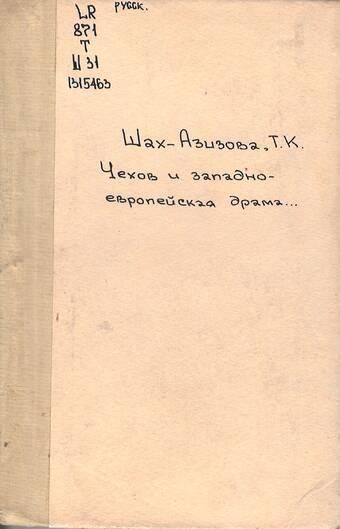 LR
871
Т
Ш31
1315463
русск.
Шах-Азизова, Т.К.
Чехов и западно-
европейская драма...